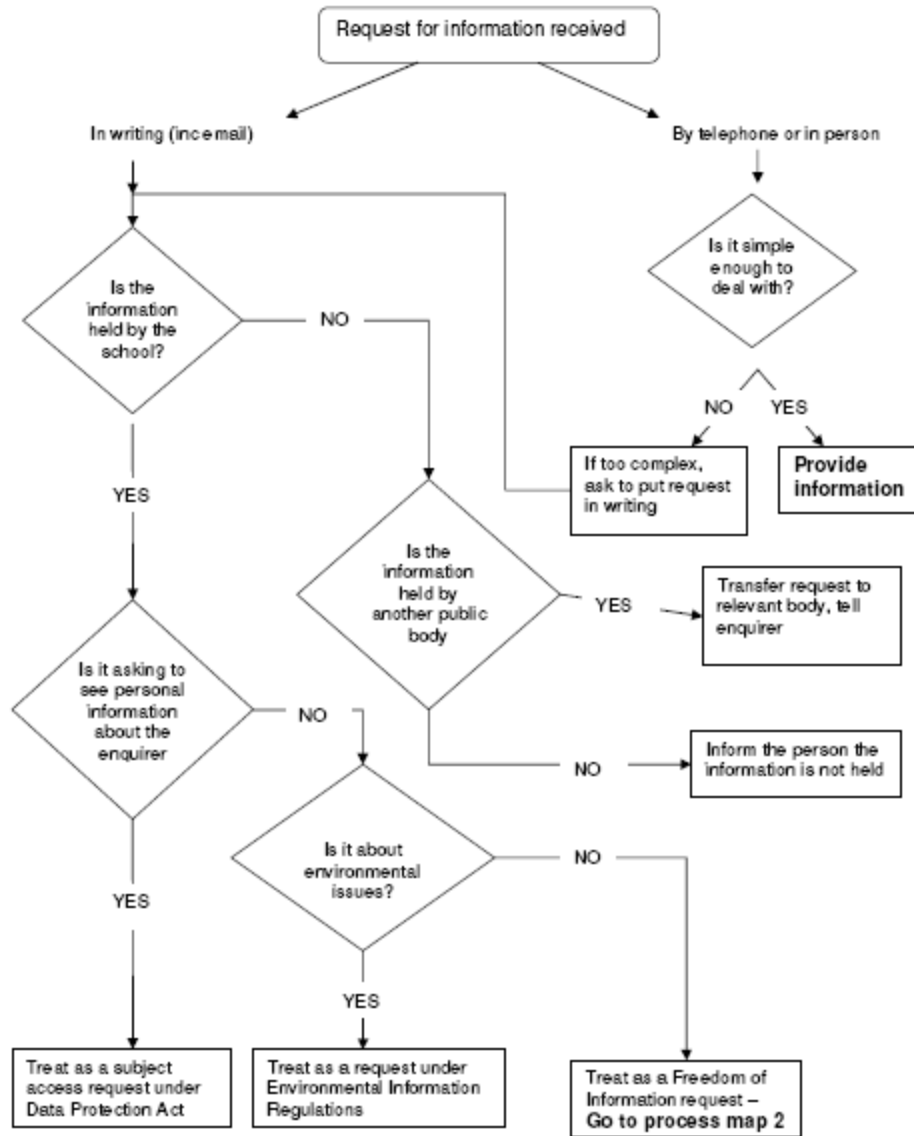 Request for information received
In writing (inc email)
By telephone or in person
Is it simple
enough to
deal with?
Is the
information
held by the
school?
NO
NO
YES
If too complex,
ask to put request
in writing
Provide
information
YES
Is the
information
held by
another public
body
YES
Transfer request to
relevant body, tell
enquirer
Is it asking to
see personal
information
about the
enquirer
NO
NO
Inform the person the
information is not held
Is it about
environmental
issues?
NO
YES
YES
Treat as a subject
access request under
Data Protection Act
Treat as a request under
Environmental Information
Regulations
Treat as a Freedom of
Information request –
Go to process map 2